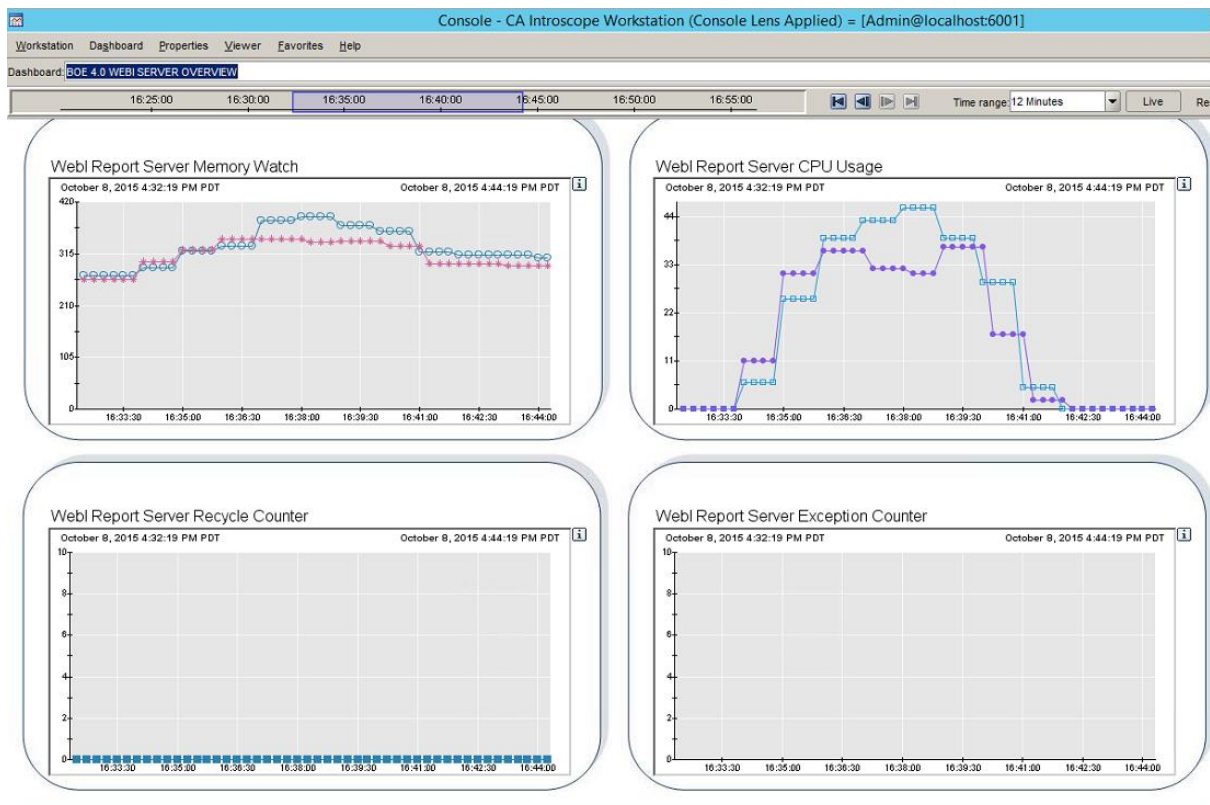 Console - CA Introscope Workstation (Console Lens Applied) = [Admin@localhost:6001]
Workstation Dashboard Properties Viewer Favorites Help
Dashboard: BOE 4.0 WEBI SERVER OVERVIEW
16:25:00 16:30:00 16:35:00 16:40:00 16:45:00 16:50:00 16:55:00 Time range: 12 Minutes Live Re
WebI Report Server Memory Watch
October 8, 2015 4:32:19 PM PDT October 8, 2015 4:44:19 PM PDT
420
315
210
105
0
16:33:30 16:35:00 16:36:30 16:38:00 16:39:30 16:41:00 16:42:30 16:44:00
WebI Report Server CPU Usage
October 8, 2015 4:32:19 PM PDT October 8, 2015 4:44:19 PM PDT
44
33
22
11
0
16:33:30 16:35:00 16:36:30 16:38:00 16:39:30 16:41:00 16:42:30 16:44:00
WebI Report Server Recycle Counter
October 8, 2015 4:32:19 PM PDT October 8, 2015 4:44:19 PM PDT
10
8
6
4
2
0
16:33:30 16:35:00 16:36:30 16:38:00 16:39:30 16:41:00 16:42:30 16:44:00
WebI Report Server Exception Counter
October 8, 2015 4:32:19 PM PDT October 8, 2015 4:44:19 PM PDT
10
8
6
4
2
0
16:33:30 16:35:00 16:36:30 16:38:00 16:39:30 16:41:00 16:42:30 16:44:00